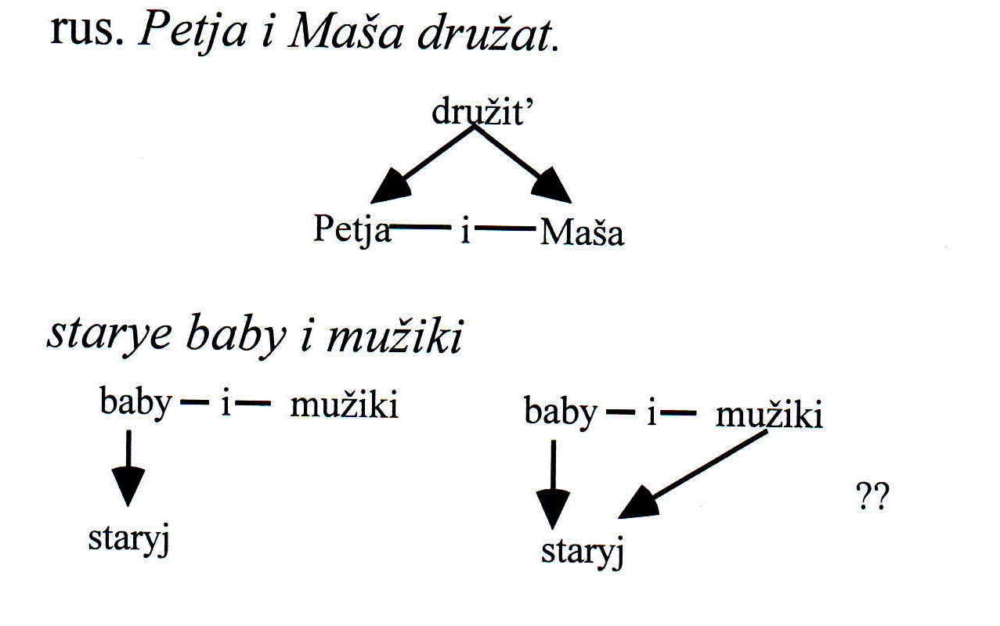 rus. Petja i Maša družat.
družit’
Petja — i — Maša
starye baby i mužiki
baby — i — mužiki
staryj
baby — i — mužiki
staryj
??